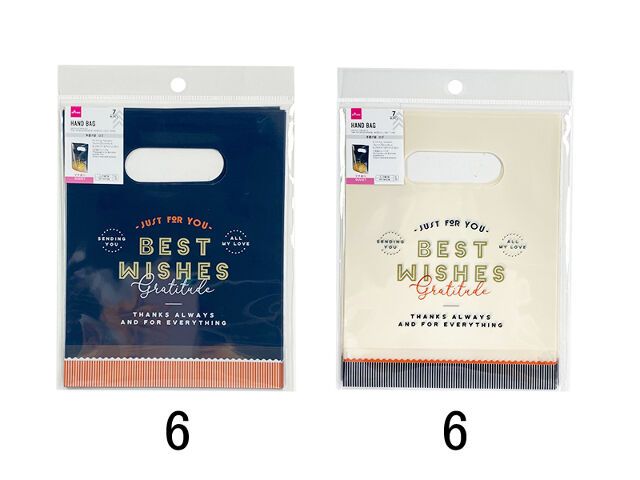 HAND BAG
7
-JUST FOR YOU-
SENDING
YOU
BEST
WISHES
ALL
MY LOVE
Gratitude
THANKS ALWAYS
AND FOR EVERYTHING
6
HAND BAG
7
-JUST FOR YOU-
SENDING
YOU
BEST
WISHES
ALL
MY LOVE
Gratitude
THANKS ALWAYS
AND FOR EVERYTHING
6